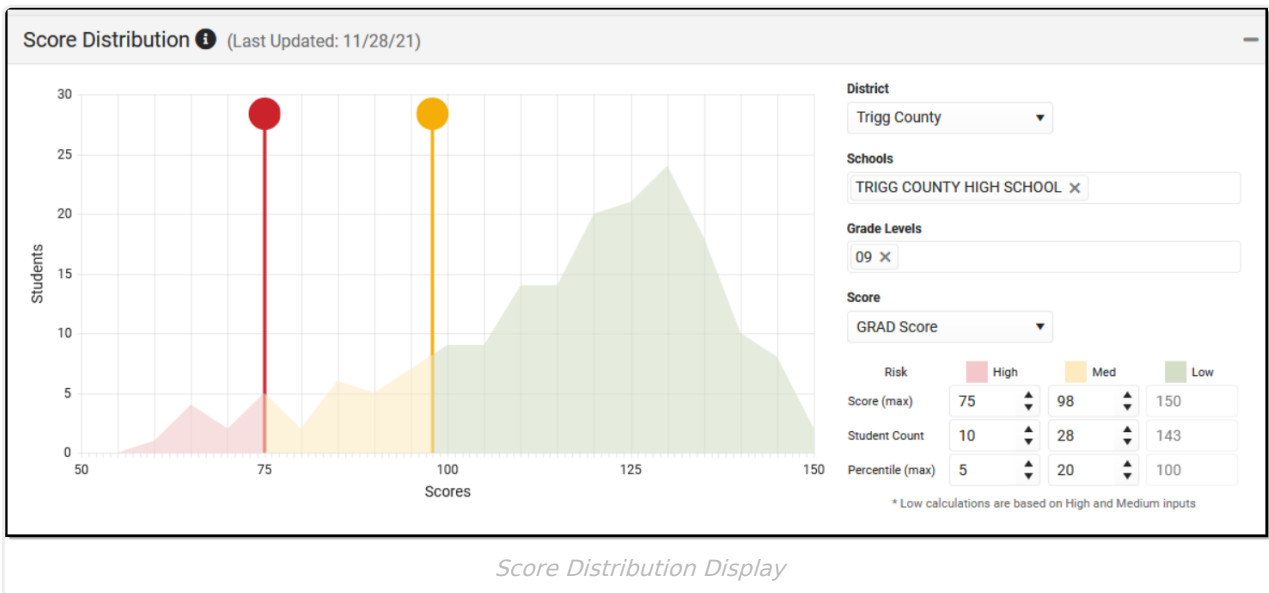 Score Distribution (Last Updated: 11/28/21)
30
25
20
15
10
5
0
Students
50 75 100 125 150
Scores
District
Trigg County
Schools
TRIGG COUNTY HIGH SCHOOL
Grade Levels
09
Score
GRAD Score
Risk High Med Low
Score (max) 75 98 150
Student Count 10 28 143
Percentile (max) 5 20 100
* Low calculations are based on High and Medium inputs
Score Distribution Display